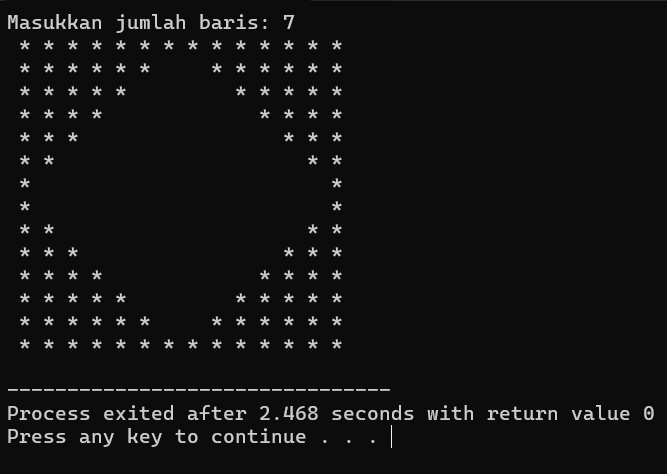 Masukkan jumlah baris: 7
 * * * * * * * * * * * * * *
 * * * * * *     * * * * * *
 * * * * *         * * * * *
 * * * *             * * * *
 * * *                 * * *
 * *                     * *
 *                         *
 *                         *
 * *                     * *
 * * *                 * * *
 * * * *             * * * *
 * * * * *         * * * * *
 * * * * * *     * * * * * *
 * * * * * * * * * * * * * *
--------------------------------
Process exited after 2.468 seconds with return value 0
Press any key to continue . . .